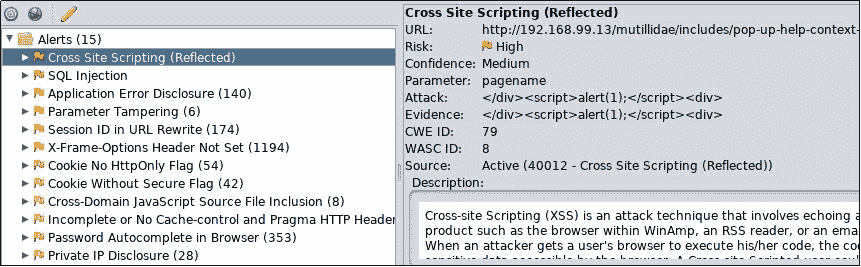 Alerts (15)
Cross Site Scripting (Reflected)
SQL Injection
Application Error Disclosure (140)
Parameter Tampering (6)
Session ID in URL Rewrite (174)
X-Frame-Options Header Not Set (1194)
Cookie No HttpOnly Flag (54)
Cookie Without Secure Flag (42)
Cross-Domain JavaScript Source File Inclusion (8)
Incomplete or No Cache-control and Pragma HTTP Header
Password Autocomplete in Browser (353)
Private IP Disclosure (28)
Cross Site Scripting (Reflected)
URL: http://192.168.99.13/mutillidae/includes/pop-up-help-context-
Risk: High
Confidence: Medium
Parameter: pagename
Attack: </div><script>alert(1);</script><div>
Evidence: </div><script>alert(1);</script><div>
CWE ID: 79
WASC ID: 8
Source: Active (40012 - Cross Site Scripting (Reflected))
Description:
Cross-site Scripting (XSS) is an attack technique that involves echoing a
product such as the browser within WinAmp, an RSS reader, or an ema
When an attacker gets a user's browser to execute his/her code, the co